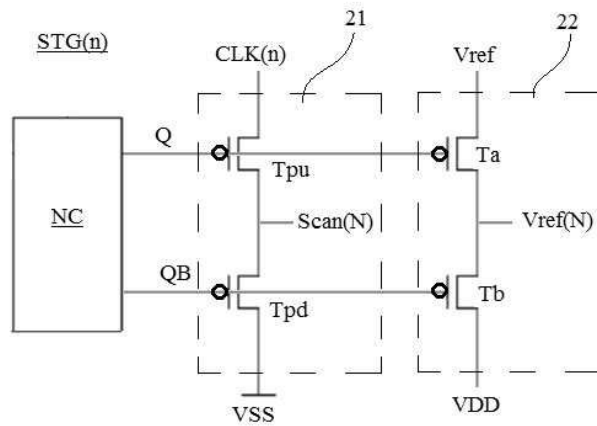 21
22
STG(n)
CLK(n)
Vref
Q
Tpu
Ta
NC
Scan(N)
Vref(N)
QB
Tpd
Tb
VSS
VDD